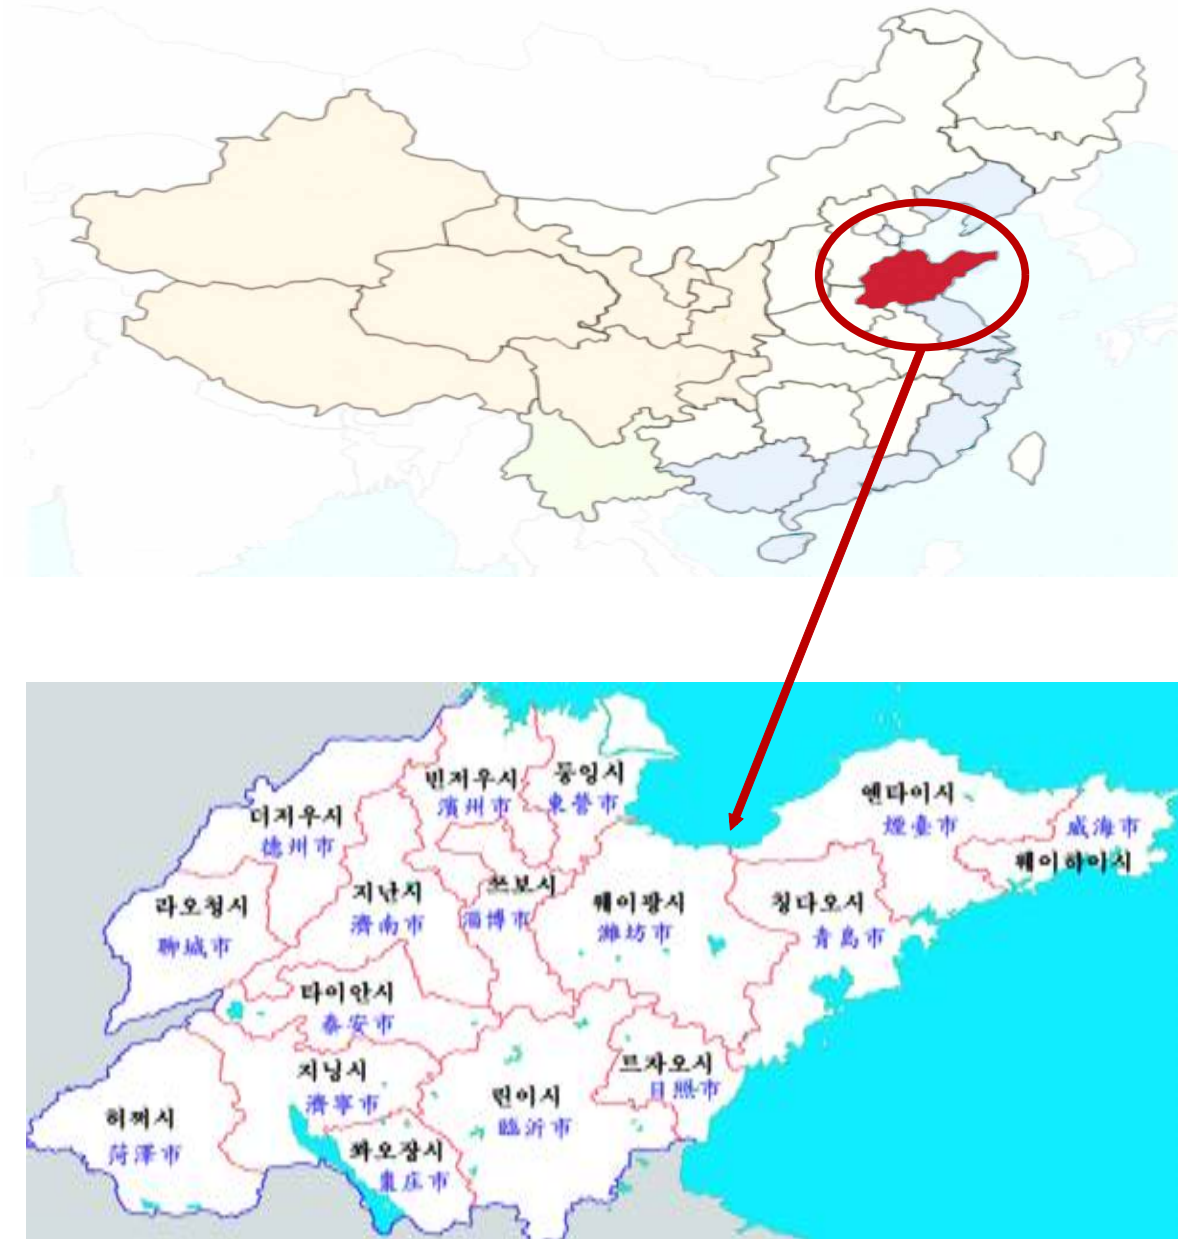 빈저우시
濱州市
동잉시
東營市
더저우시
德州市
옌타이시
煙臺市
威海市
웨이하이시
라오청시
聊城市
지난시
濟南市
쯔보시
淄博市
웨이팡시
濰坊市
칭다오시
青島市
타이안시
泰安市
지닝시
濟寧市
르자오시
日照市
린이시
臨沂市
허쩌시
菏澤市
짜오장시
棗庄市